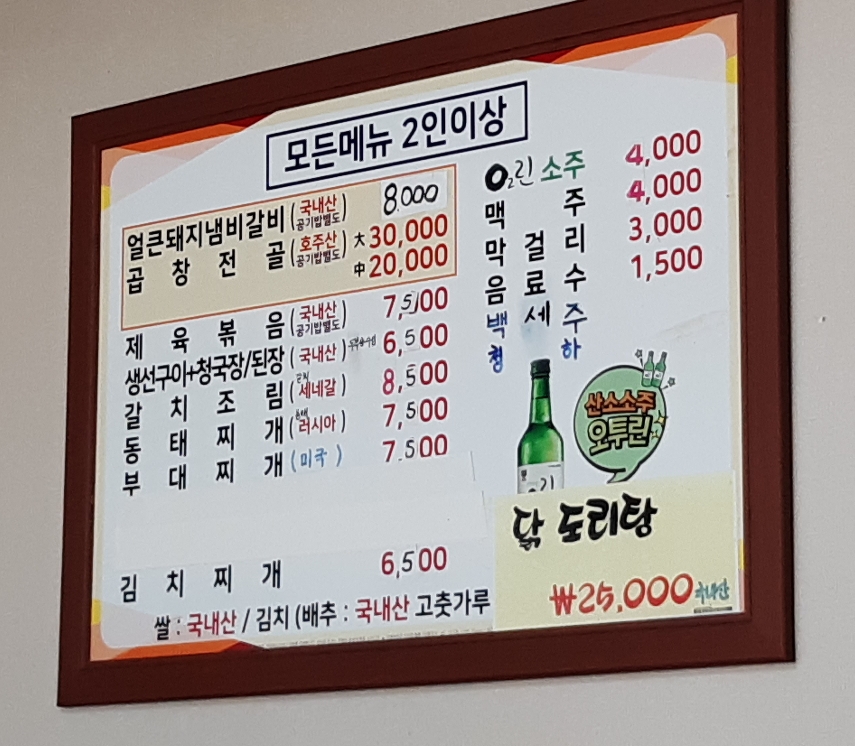 모든메뉴 2인이상
얼큰돼지냄비갈비 (국내산 공기밥별도) 8,000
곱창전골 (호주산 공기밥별도) 大 30,000
中 20,000
제육볶음 (국내산 공기밥별도) 7,500
생선구이+청국장/된장 (국내산) 6,500
갈치조림 (세네갈) 8,500
동태찌개 (러시아) 7,500
부대찌개 (미국) 7,500
김치찌개 6,500
쌀 : 국내산 / 김치 (배추 : 국내산 고춧가루
O2린 소주 4,000
맥주 4,000
막걸리 3,000
음료수 1,500
백세주
청하
산소소주
오투린
닭도리탕
₩25,000 국내산